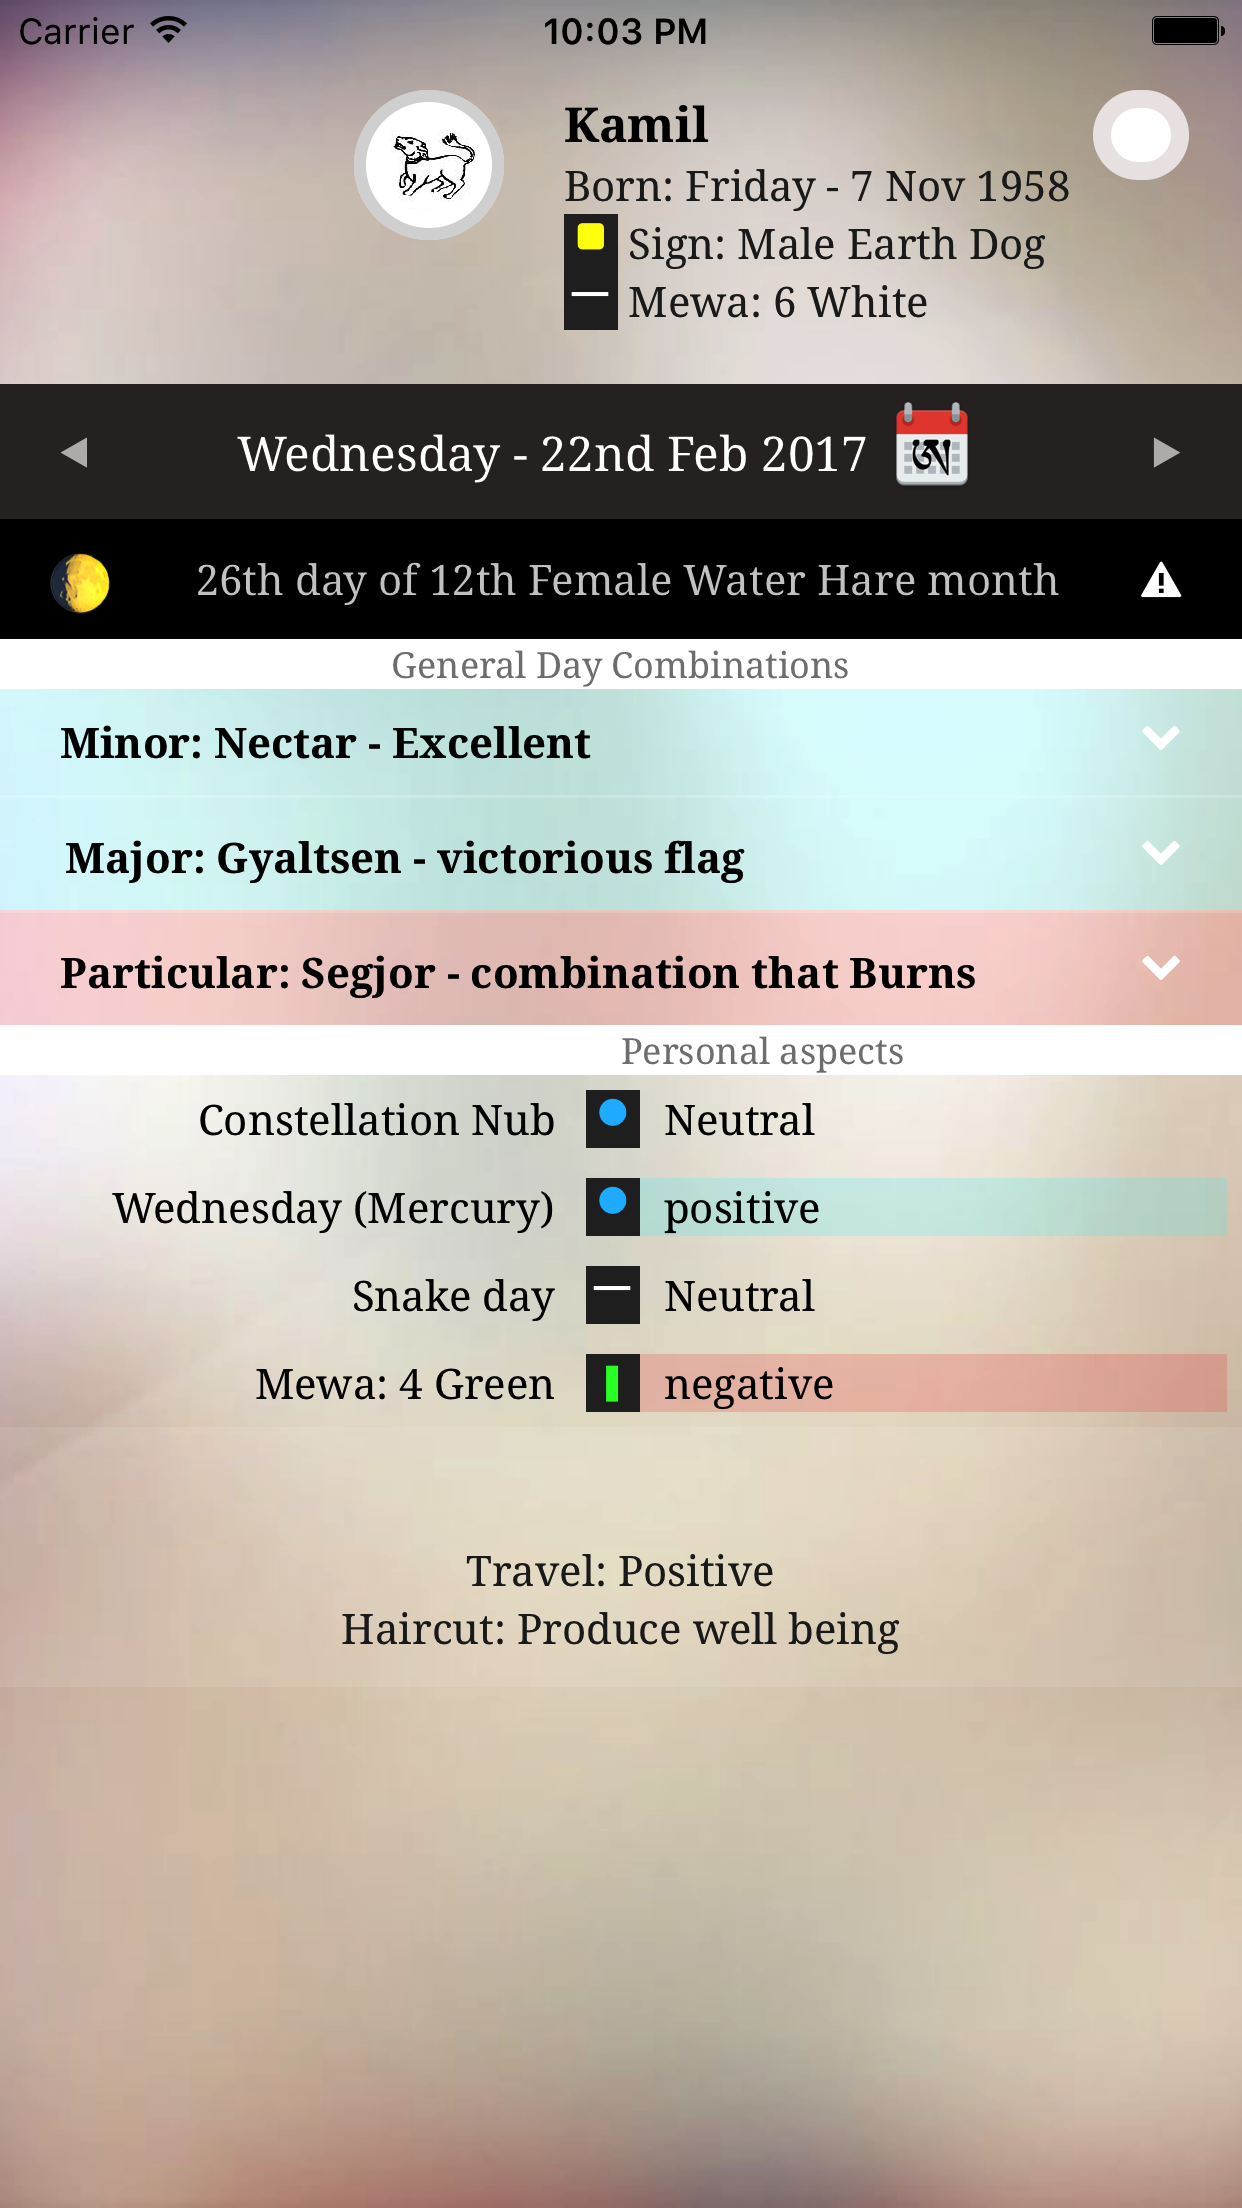 Carrier 10:03 PM
Kamil
Born: Friday - 7 Nov 1958
Sign: Male Earth Dog
Mewa: 6 White
Wednesday - 22nd Feb 2017 ཨ
26th day of 12th Female Water Hare month
General Day Combinations
Minor: Nectar - Excellent
Major: Gyaltsen - victorious flag
Particular: Segjor - combination that Burns
Personal aspects
Constellation Nub Neutral
Wednesday (Mercury) positive
Snake day Neutral
Mewa: 4 Green negative
Travel: Positive
Haircut: Produce well being